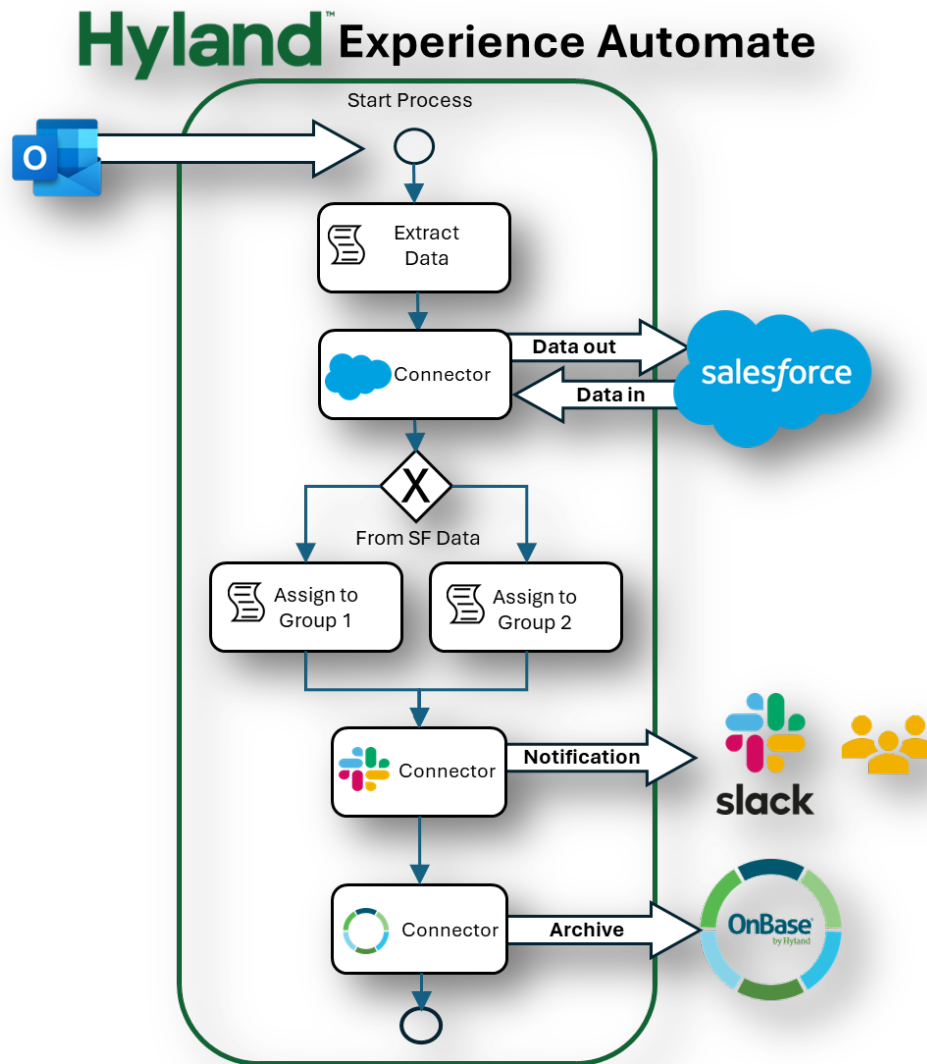 Hyland™ Experience Automate
Start Process
O
Extract
Data
Connector
Data out
Data in
salesforce
X
From SF Data
Assign to
Group 1
Assign to
Group 2
Connector
Notification
slack
Connector
Archive
OnBase®
by Hyland